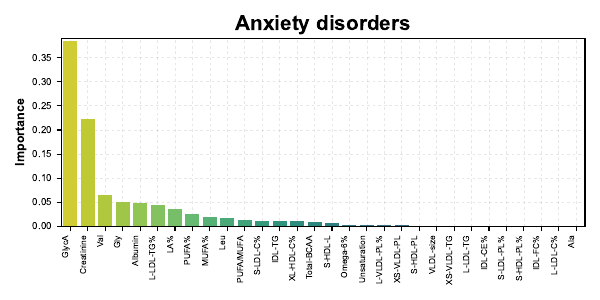 Anxiety disorders
Importance
0.35
0.30
0.25
0.20
0.15
0.10
0.05
0.00
GlycA
Creatinine
Val
Gly
Albumin
L-LDL-TG%
LA%
PUFA%
MUFA%
Leu
PUFA/MUFA
S-LDL-C%
IDL-TG
XL-HDL-C%
Total-BCAA
S-HDL-L
Omega-6%
Unsaturation
L-VLDL-PL%
XS-VLDL-PL
S-HDL-PL
VLDL-size
XS-VLDL-TG
L-LDL-TG
IDL-CE%
S-LDL-PL%
S-HDL-PL%
IDL-FC%
L-LDL-C%
Ala